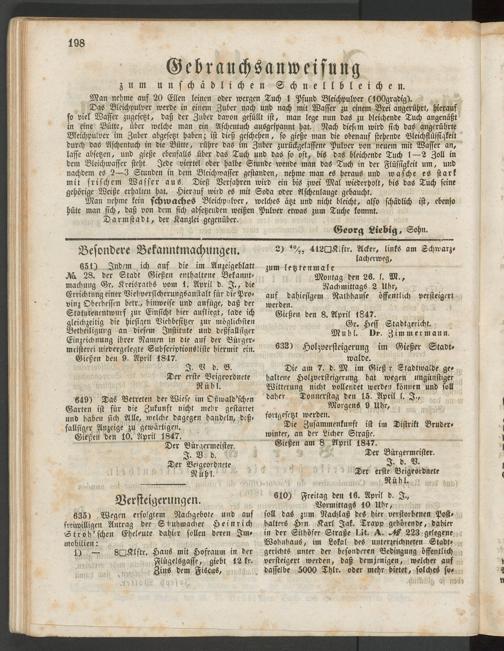 198
Gebrauchsanweisung
zum unschädlichen Schnellbleichen.
Man nehme auf 20 Ellen leinen oder wergen Tuch 1 Pfund Bleichpulver (100gradig).
Das Bleichpulver werde in einem Zuber nach und nach mit Wasser zu einem Brei angerührt, hierauf
so viel Wasser zugesetzt, daß der Zuber davon gefüllt ist, man lege nun das zu bleichende Tuch angenäßt
in eine Bütte, über welche man ein Aschentuch ausgespannt hat. Nach diesem wird sich das angerührte
Bleichpulver im Zuber abgesetzt haben; ist dieß geschehen, so gieße man die obenauf stehende Bleichflüssigkeit
durch das Aschentuch in die Bütte, rühre das im Zuber zurückgelassene Pulver von neuem mit Wasser an,
lasse absetzen, und gieße ebenfalls über das Tuch und das so oft, bis das bleichende Tuch 1—2 Zoll in
dem Bleichwasser steht. Jede viertel oder halbe Stunde wende man das Tuch in der Flüssigkeit um, und
nachdem es 2—3 Stunden in dem Bleichwasser gestanden, nehme man es heraus und wasche es stark
mit frischem Wasser aus. Dieß Verfahren wird ein bis zwei Mal wiederholt, bis das Tuch seine
gehörige Weiße erhalten hat. Hierauf wird es mit Soda oder Aschenlauge gebaucht.
Man nehme kein schwaches Bleichpulver, welches ätzt und nicht bleicht, also schädlich ist, ebenso
hüte man sich, daß von dem sich absetzenden weißen Pulver etwas zum Tuche kommt.
Darmstadt, der Kanzlei gegenüber.
Georg Liebig, Sohn.
Besondere Bekanntmachungen.
651) Indem ich auf die im Anzeigeblatt
№ 28. der Stadt Gießen enthaltene Bekannt-
machung Gr. Kreisraths vom 1. April d. J., die
Errichtung einer Viehversicherungsanstalt für die Pro-
vinz Oberhessen betr., hinweise und anfüge, daß der
Statutenentwurf zur Einsicht hier aufliegt, lade ich
gleichzeitig die hiesigen Viehbesitzer zur möglichsten
Betheiligung an diesem Institute und desfallsiger
Einzeichnung ihrer Namen in die auf der Bürger-
meisterei niedergelegte Subscriptionsliste hiermit ein.
Gießen den 9. April 1847.
J. V. d. B.
Der erste Beigeordnete
Rühl.
649) Das Betreten der Wiese im Oßwald'schen
Garten ist für die Zukunft nicht mehr gestattet
und haben sich Alle, welche dagegen handeln, deß-
fallsiger Anzeige zu gewärtigen.
Gießen den 10. April 1847.
Der Bürgermeister.
J. V. d.
Der Beigeordnete
Rühl.
Versteigerungen.
635) Wegen erfolgtem Nachgebote und auf
freiwilligen Antrag der Stuhmacher Heinrich
Stroh'schen Eheleute dahier sollen deren Im-
mobilien:
1) — 8□Klftr. Haus mit Hofraum in der
Flügelsgasse, giebt 12 kr.
Zins dem Fiscus,
2) 412□Klftr. Acker, links am Schwarz-
lacherweg,
zum letztenmale
Montag den 26. l. M.,
Nachmittags 2 Uhr,
auf dahiesigem Rathhause öffentlich versteigert
werden.
Gießen den 8. April 1847.
Gr. Hess Stadtgericht.
Muhl. Dr. Zimmermann.
633) Holzversteigerung im Gießer Stadt-
walde.
Die am 7. d. M im Gieß r Stadtwalde ge-
haltene Holzversteigerung hat wegen ungünstiger
Witterung nicht vollendet werden können und soll
daher Donnerstag den 15. April l. J.,
Morgens 9 Uhr,
fortgesetzt werden.
Die Zusammenkunft ist im Distrikt Bruder-
winter, an der Licher Straße.
Gießen am 8 April 1847.
Der Bürgermeister.
J. d. V.
Der erste Beigeordnete
Rühl.
610) Freitag den 16. April d. J.,
Vormittags 10 Uhr,
soll das zum Nachlaß des hier verstorbenen Post-
halters Hrn. Karl Jak. Trapp gehörende, dahier
in der Südöser Straße Lit. A. № 223 gelegene
Wohnhaus, im Lokal des unterzeichneten Stadt-
gerichts unter der besonderen Bedingung öffentlich
versteigert werden, daß demjenigen, welcher auf
dasselbe 5000 Thlr. oder mehr bietet, solches so-